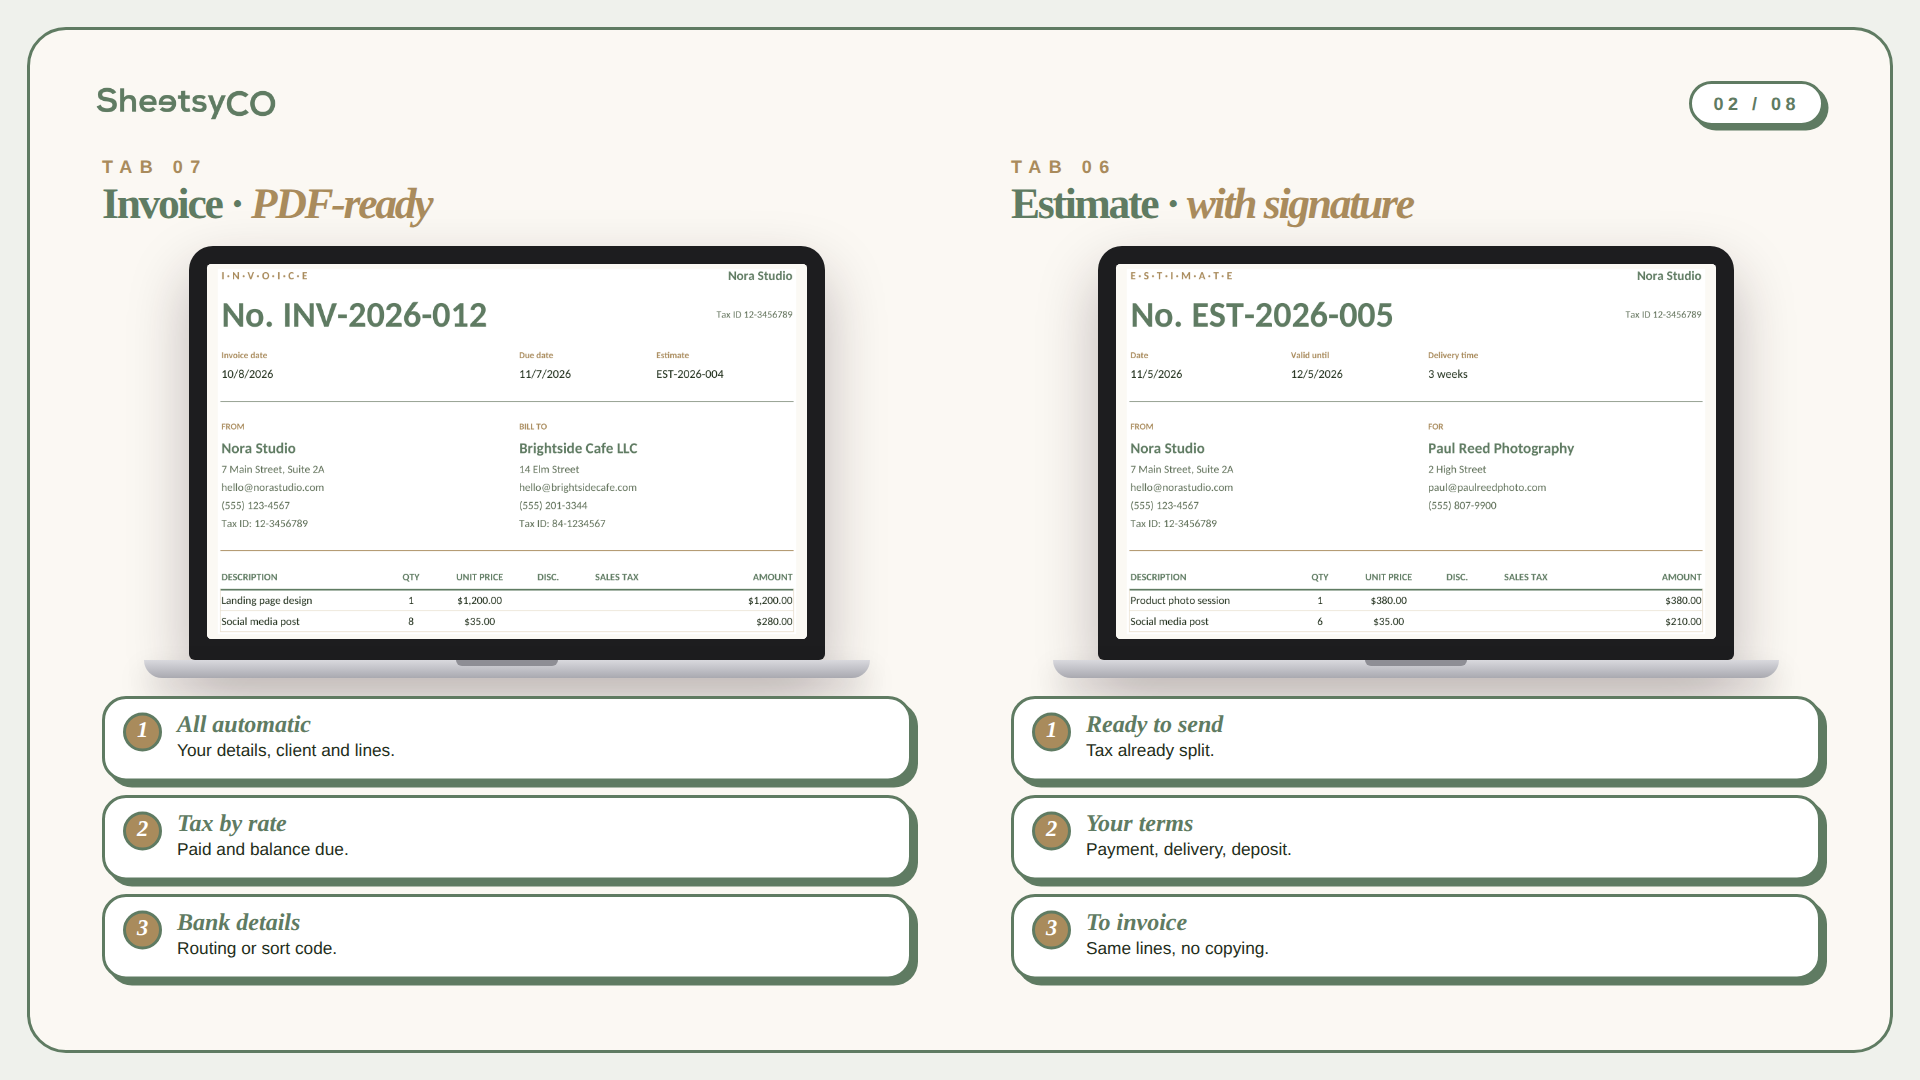 SheetsyCO
02 / 08
TAB 07
Invoice · PDF-ready
I·N·V·O·I·C·E
Nora Studio
No. INV-2026-012
Tax ID 12-3456789
Invoice date
Due date
Estimate
10/8/2026
11/7/2026
EST-2026-004
FROM
BILL TO
Nora Studio
Brightside Cafe LLC
7 Main Street, Suite 2A
14 Elm Street
hello@norastudio.com
hello@brightsidecafe.com
(555) 123-4567
(555) 201-3344
Tax ID: 12-3456789
Tax ID: 84-1234567
DESCRIPTION QTY UNIT PRICE DISC. SALES TAX AMOUNT
Landing page design 1 $1,200.00 $1,200.00
Social media post 8 $35.00 $280.00
1 All automatic
Your details, client and lines.
2 Tax by rate
Paid and balance due.
3 Bank details
Routing or sort code.
TAB 06
Estimate · with signature
E·S·T·I·M·A·T·E
Nora Studio
No. EST-2026-005
Tax ID 12-3456789
Date
Valid until
Delivery time
11/5/2026
12/5/2026
3 weeks
FROM
FOR
Nora Studio
Paul Reed Photography
7 Main Street, Suite 2A
2 High Street
hello@norastudio.com
paul@paulreedphoto.com
(555) 123-4567
(555) 807-9900
Tax ID: 12-3456789
DESCRIPTION QTY UNIT PRICE DISC. SALES TAX AMOUNT
Product photo session 1 $380.00 $380.00
Social media post 6 $35.00 $210.00
1 Ready to send
Tax already split.
2 Your terms
Payment, delivery, deposit.
3 To invoice
Same lines, no copying.